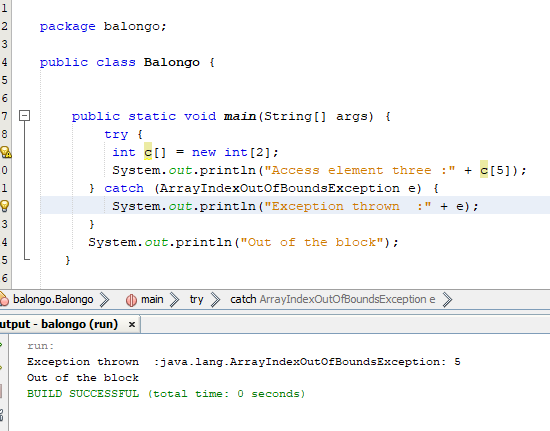 1
2 package balongo;
3
4 public class Balongo {
5
6
7 public static void main(String[] args) {
8 try {
int c[] = new int[2];
0 System.out.println("Access element three :" + c[5]);
1 } catch (ArrayIndexOutOfBoundsException e) {
System.out.println("Exception thrown  :" + e);
3 }
4 System.out.println("Out of the block");
5 }
6
balongo.Balongo main try catch ArrayIndexOutOfBoundsException e
utput - balongo (run) ×
run:
Exception thrown  :java.lang.ArrayIndexOutOfBoundsException: 5
Out of the block
BUILD SUCCESSFUL (total time: 0 seconds)